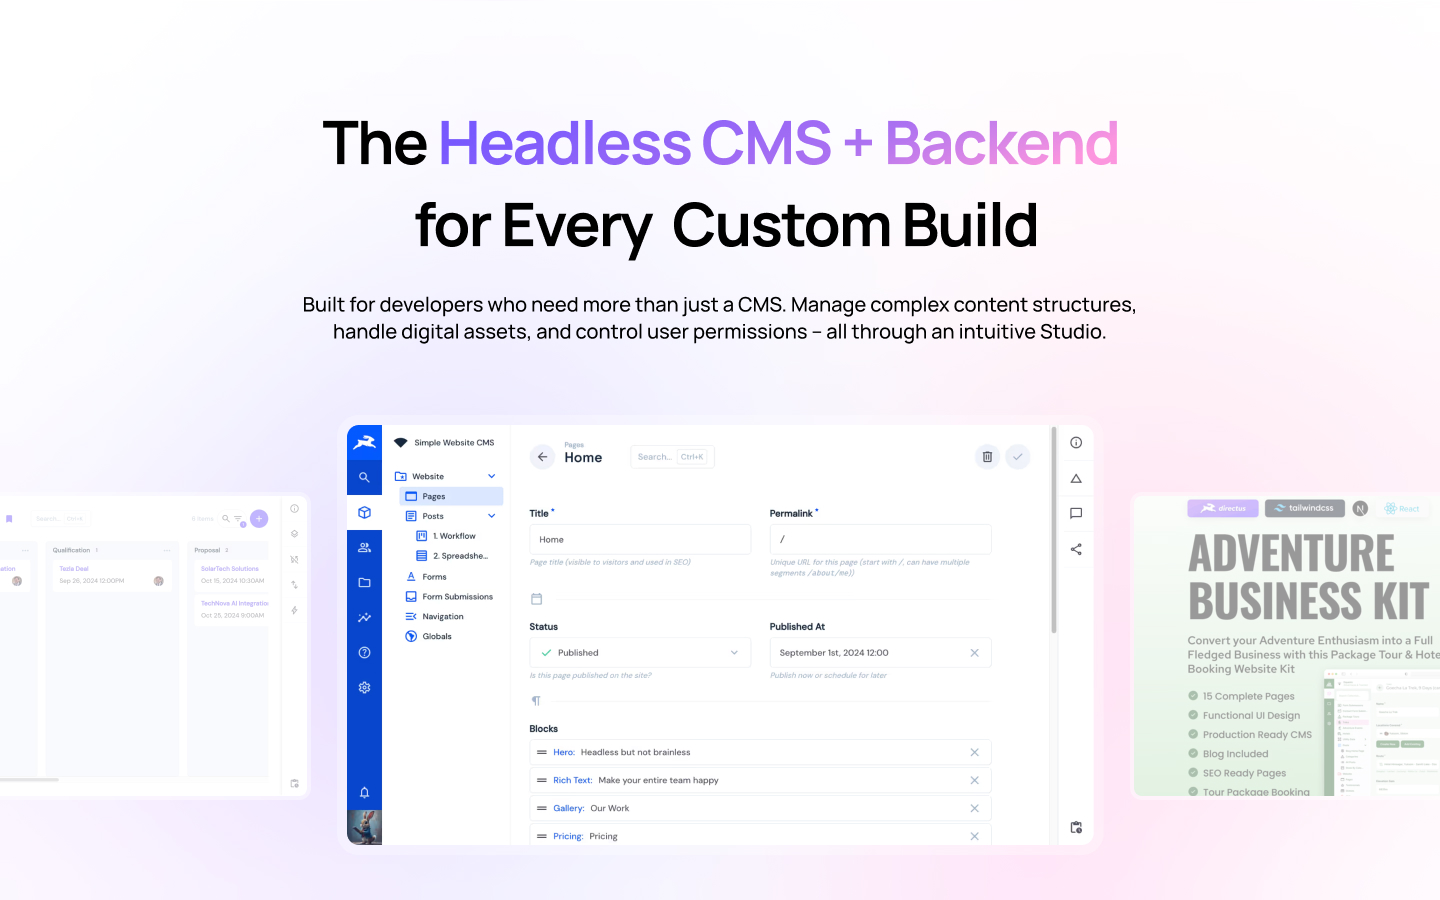 The Headless CMS + Backend
for Every Custom Build
Built for developers who need more than just a CMS. Manage complex content structures,
handle digital assets, and control user permissions – all through an intuitive Studio.
Simple Website CMS
Website
Pages
Posts
1. Workflow
2. Spreadshe...
Forms
Form Submissions
Navigation
Globals
Pages
Home
Search... Ctrl+K
Title *
Home
Page title (visible to visitors and used in SEO)
Permalink *
/
Unique URL for this page (start with /, can have multiple
segments /about/me))
Status
Published
Is this page published on the site?
Published At
September 1st, 2024 12:00
Publish now or schedule for later
Blocks
Hero: Headless but not brainless
Rich Text: Make your entire team happy
Gallery: Our Work
Pricing: Pricing
Search... Ctrl+K
6 items
Qualification 1
Tesla Deal
Sep 26, 2024 12:00PM
Proposal 2
SolarTech Solutions
Oct 15, 2024 10:30AM
TechNova AI Integration
Oct 25, 2024 9:00AM
directus
tailwindcss
N
React
ADVENTURE
BUSINESS KIT
Convert your Adventure Enthusiasm into a Full
Fledged Business with this Package Tour & Hote
Booking Website Kit
15 Complete Pages
Functional UI Design
Production Ready CMS
Blog Included
SEO Ready Pages
Tour Package Booking